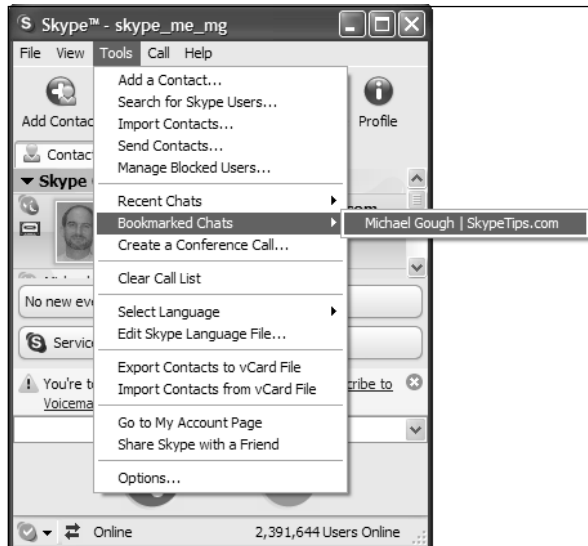 Skype™ - skype_me_mg
File View Tools Call Help
Add a Contact...
Search for Skype Users...
Import Contacts...
Send Contacts...
Manage Blocked Users...
Recent Chats
Bookmarked Chats
Michael Gough | SkypeTips.com
Create a Conference Call...
Clear Call List
Select Language
Edit Skype Language File...
Export Contacts to vCard File
Import Contacts from vCard File
Go to My Account Page
Share Skype with a Friend
Options...
Add Contac
Profile
Contac
Skype
No new eve
Servic
You're t
cribe to
Voicema
Online
2,391,644 Users Online